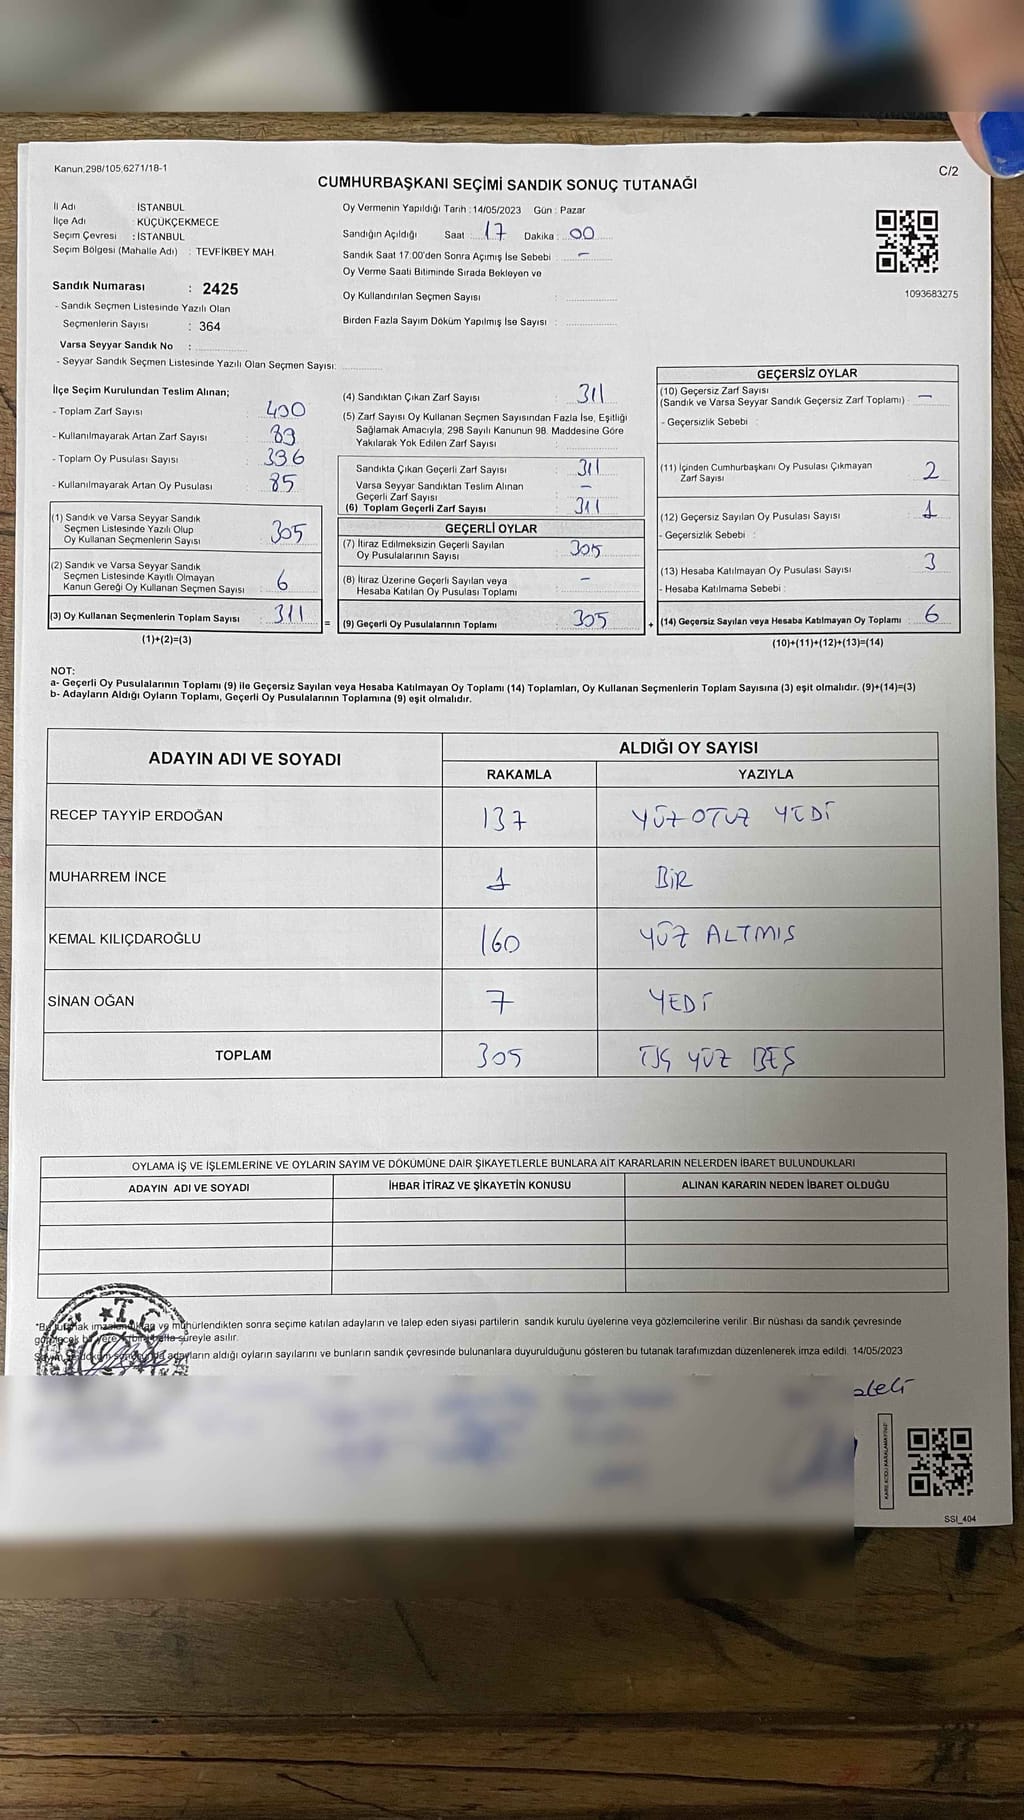 Kanun.298/105,6271/18-1
C/2
CUMHURBAŞKANI SEÇİMİ SANDIK SONUÇ TUTANAĞI
İl Adı : İSTANBUL
İlçe Adı : KÜÇÜKÇEKMECE
Seçim Çevresi : İSTANBUL
Seçim Bölgesi (Mahalle Adı) : TEVFİKBEY MAH.
Sandık Numarası : 2425
- Sandık Seçmen Listesinde Yazılı Olan
Seçmenlerin Sayısı : 364
Varsa Seyyar Sandık No :
- Seyyar Sandık Seçmen Listesinde Yazılı Olan Seçmen Sayısı:
Oy Vermenin Yapıldığı Tarih : 14/05/2023 Gün : Pazar
Sandığın Açıldığı Saat : 17 Dakika : 00
Sandık Saat 17:00'den Sonra Açımış İse Sebebi : -
Oy Verme Saati Bitiminde Sırada Bekleyen ve
Oy Kullandırılan Seçmen Sayısı :
Birden Fazla Sayım Döküm Yapılmış İse Sayısı :
1093683275
İlçe Seçim Kurulundan Teslim Alınan;
- Toplam Zarf Sayısı : 400
- Kullanılmayarak Artan Zarf Sayısı : 89
- Toplam Oy Pusulası Sayısı : 396
- Kullanılmayarak Artan Oy Pusulası : 85
(1) Sandık ve Varsa Seyyar Sandık
Seçmen Listesinde Yazılı Olup
Oy Kullanan Seçmenlerin Sayısı : 305
(2) Sandık ve Varsa Seyyar Sandık
Seçmen Listesinde Kayıtlı Olmayan
Kanun Gereği Oy Kullanan Seçmen Sayısı : 6
(3) Oy Kullanan Seçmenlerin Toplam Sayısı : 311
(1)+(2)=(3)
(4) Sandıktan Çıkan Zarf Sayısı : 311
(5) Zarf Sayısı Oy Kullanan Seçmen Sayısından Fazla İse, Eşitliği
Sağlamak Amacıyla; 298 Sayılı Kanunun 98. Maddesine Göre
Yakılarak Yok Edilen Zarf Sayısı :
Sandıkta Çıkan Geçerli Zarf Sayısı : 311
Varsa Seyyar Sandıktan Teslim Alınan
Geçerli Zarf Sayısı : -
(6) Toplam Geçerli Zarf Sayısı : 311
GEÇERLİ OYLAR
(7) İtiraz Edilmeksizin Geçerli Sayılan
Oy Pusulalarının Sayısı : 305
(8) İtiraz Üzerine Geçerli Sayılan veya
Hesaba Katılan Oy Pusulası Toplamı : -
= (9) Geçerli Oy Pusulalarının Toplamı : 305
GEÇERSİZ OYLAR
(10) Geçersiz Zarf Sayısı
(Sandık ve Varsa Seyyar Sandık Geçersiz Zarf Toplamı) : -
- Geçersizlik Sebebi :
(11) İçinden Cumhurbaşkanı Oy Pusulası Çıkmayan
Zarf Sayısı : 2
(12) Geçersiz Sayılan Oy Pusulası Sayısı : 1
- Geçersizlik Sebebi :
(13) Hesaba Katılmayan Oy Pusulası Sayısı : 3
- Hesaba Katılmama Sebebi :
+ (14) Geçersiz Sayılan veya Hesaba Katılmayan Oy Toplamı : 6
(10)+(11)+(12)+(13)=(14)
NOT:
a- Geçerli Oy Pusulalarının Toplamı (9) ile Geçersiz Sayılan veya Hesaba Katılmayan Oy Toplamı (14) Toplamları, Oy Kullanan Seçmenlerin Toplam Sayısına (3) eşit olmalıdır. (9)+(14)=(3)
b- Adayların Aldığı Oyların Toplamı, Geçerli Oy Pusulalarının Toplamına (9) eşit olmalıdır.
ADAYIN ADI VE SOYADI ALDIĞI OY SAYISI
RAKAMLA YAZIYLA
RECEP TAYYİP ERDOĞAN 137 YÜZ OTUZ YEDİ
MUHARREM İNCE 1 BİR
KEMAL KILIÇDAROĞLU 160 YÜZ ALTMIŞ
SİNAN OĞAN 7 YEDİ
TOPLAM 305 ÜÇ YÜZ BEŞ
OYLAMA İŞ VE İŞLEMLERİNE VE OYLARIN SAYIM VE DÖKÜMÜNE DAİR ŞİKAYETLERLE BUNLARA AİT KARARLARIN NELERDEN İBARET BULUNDUKLARI
ADAYIN ADI VE SOYADI İHBAR İTİRAZ VE ŞİKAYETİN KONUSU ALINAN KARARIN NEDEN İBARET OLDUĞU
T.C.
*Bu tutanak imzalandıktan ve mühürlendikten sonra seçime katılan adayların ve talep eden siyasi partilerin sandık kurulu üyelerine veya gözlemcilerine verilir. Bir nüshası da sandık çevresinde
görülecek bir yere bir hafta süreyle asılır.
adayların aldığı oyların sayılarını ve bunların sandık çevresinde bulunanlara duyurulduğunu gösteren bu tutanak tarafımızdan düzenlenerek imza edildi. 14/05/2023
KARE KODU KARALAMAYINIZ
SSI_404